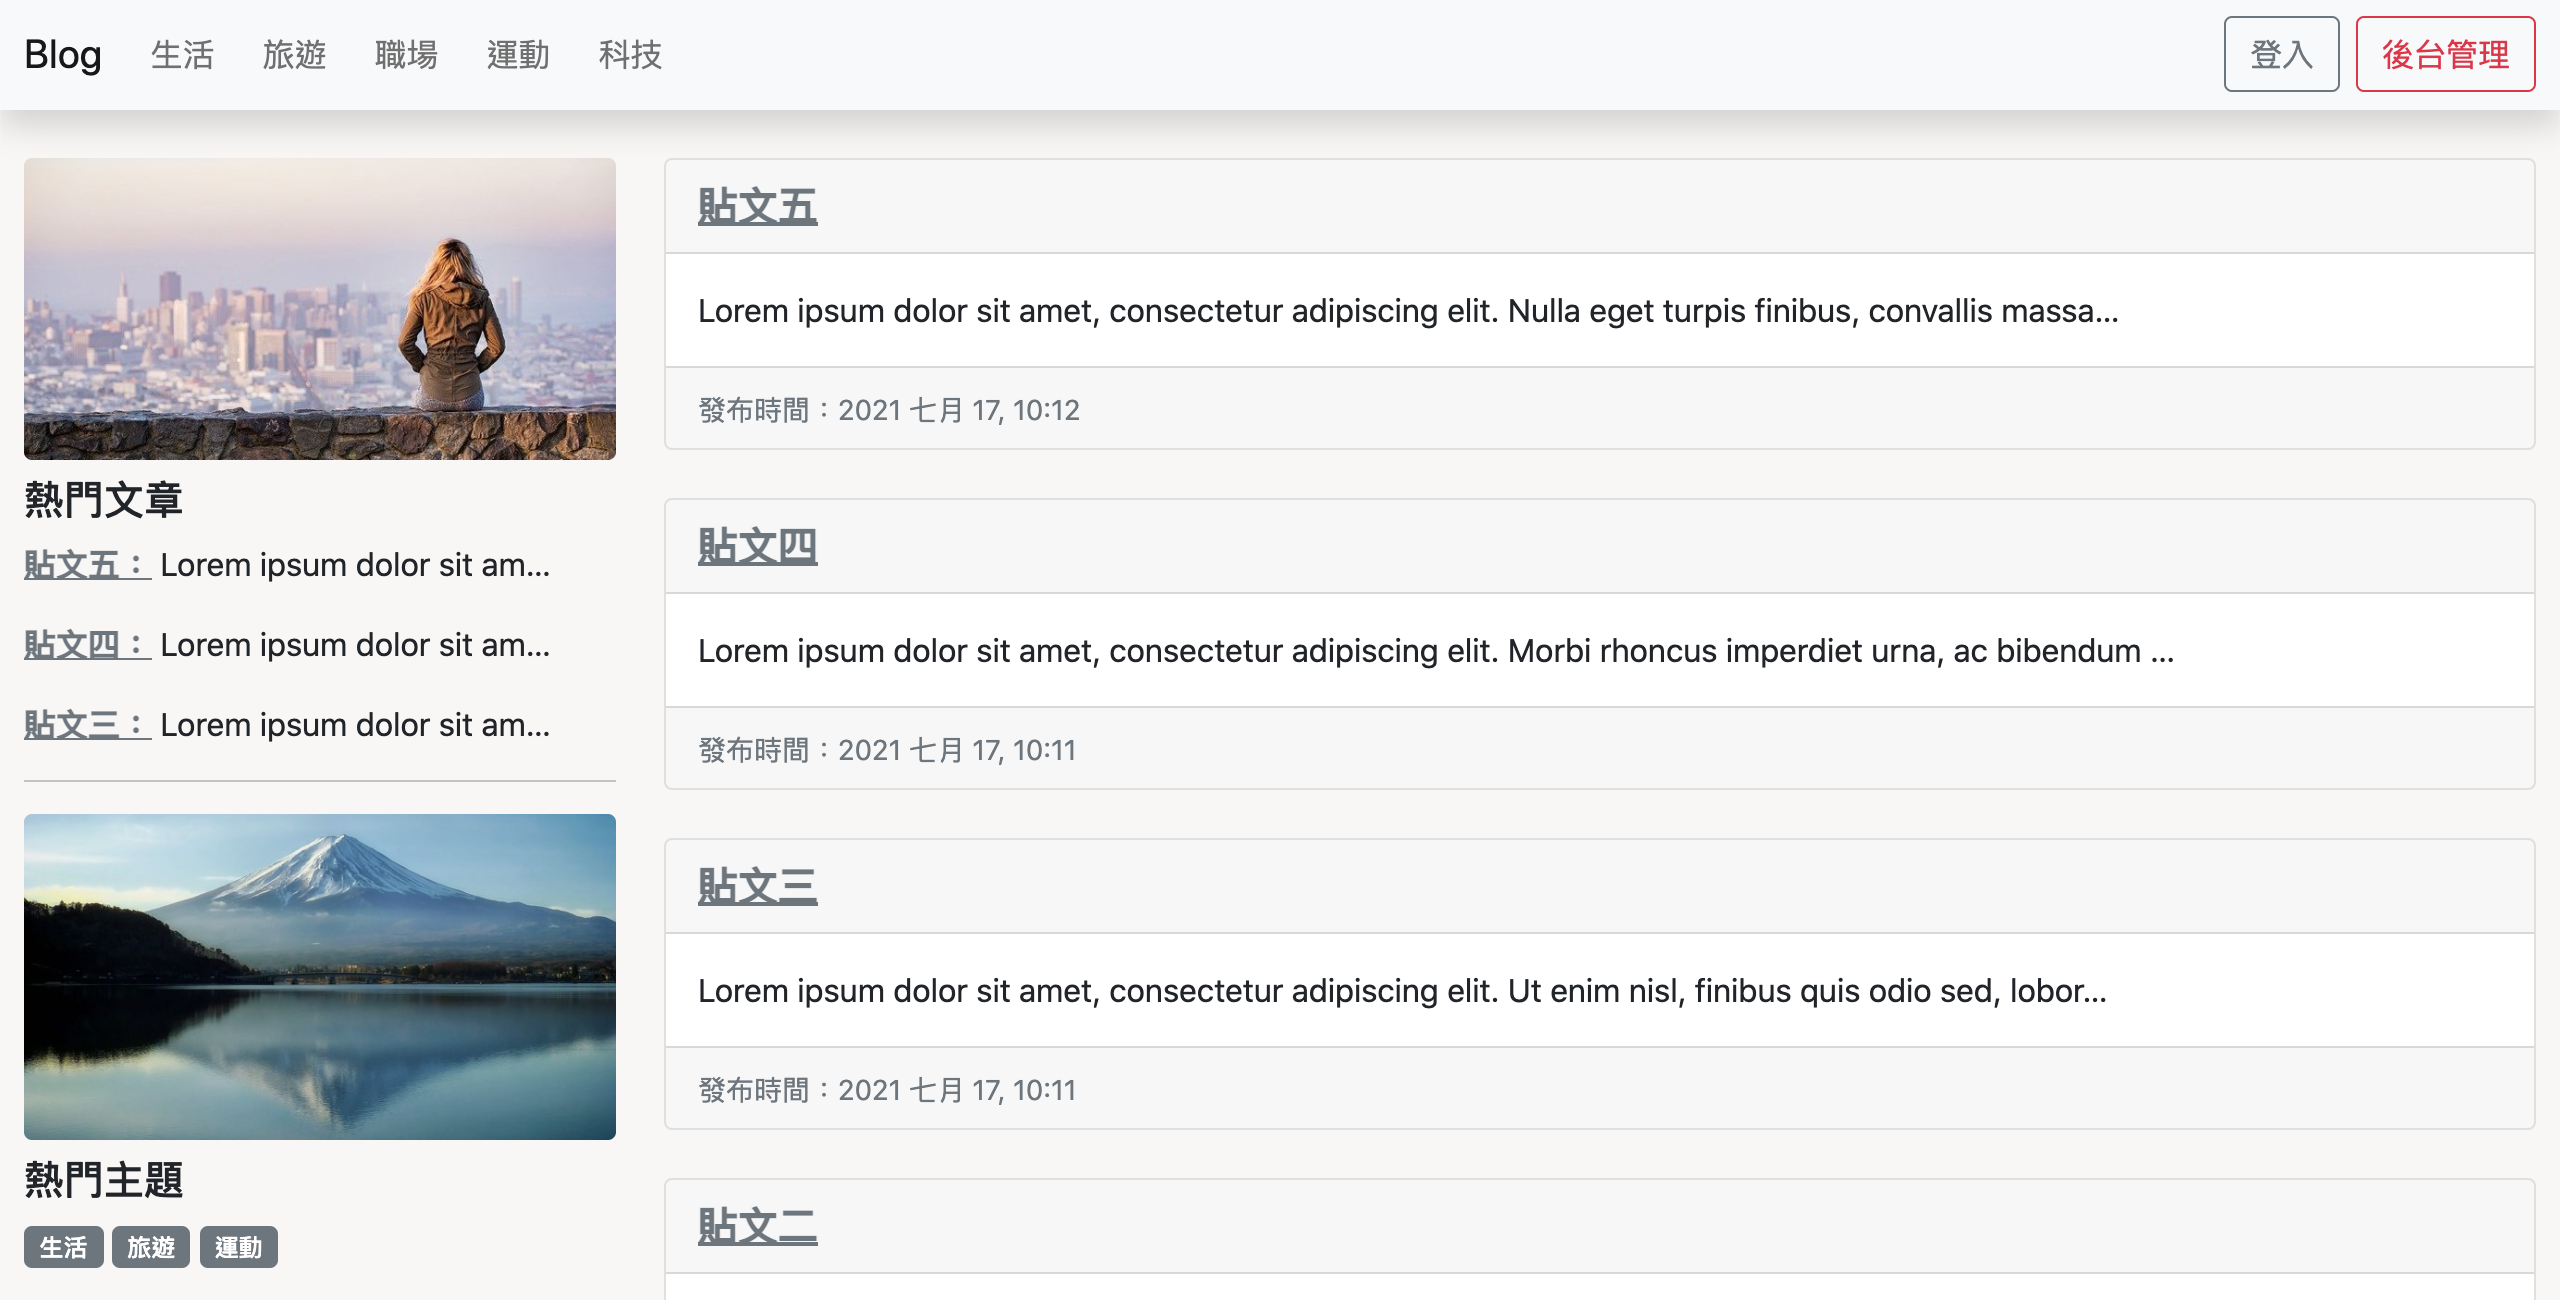 Blog 生活 旅遊 職場 運動 科技 登入 後台管理
熱門文章
貼文五： Lorem ipsum dolor sit am...
貼文四： Lorem ipsum dolor sit am...
貼文三： Lorem ipsum dolor sit am...
熱門主題
生活 旅遊 運動
貼文五
Lorem ipsum dolor sit amet, consectetur adipiscing elit. Nulla eget turpis finibus, convallis massa...
發布時間：2021 七月 17, 10:12
貼文四
Lorem ipsum dolor sit amet, consectetur adipiscing elit. Morbi rhoncus imperdiet urna, ac bibendum ...
發布時間：2021 七月 17, 10:11
貼文三
Lorem ipsum dolor sit amet, consectetur adipiscing elit. Ut enim nisl, finibus quis odio sed, lobor...
發布時間：2021 七月 17, 10:11
貼文二